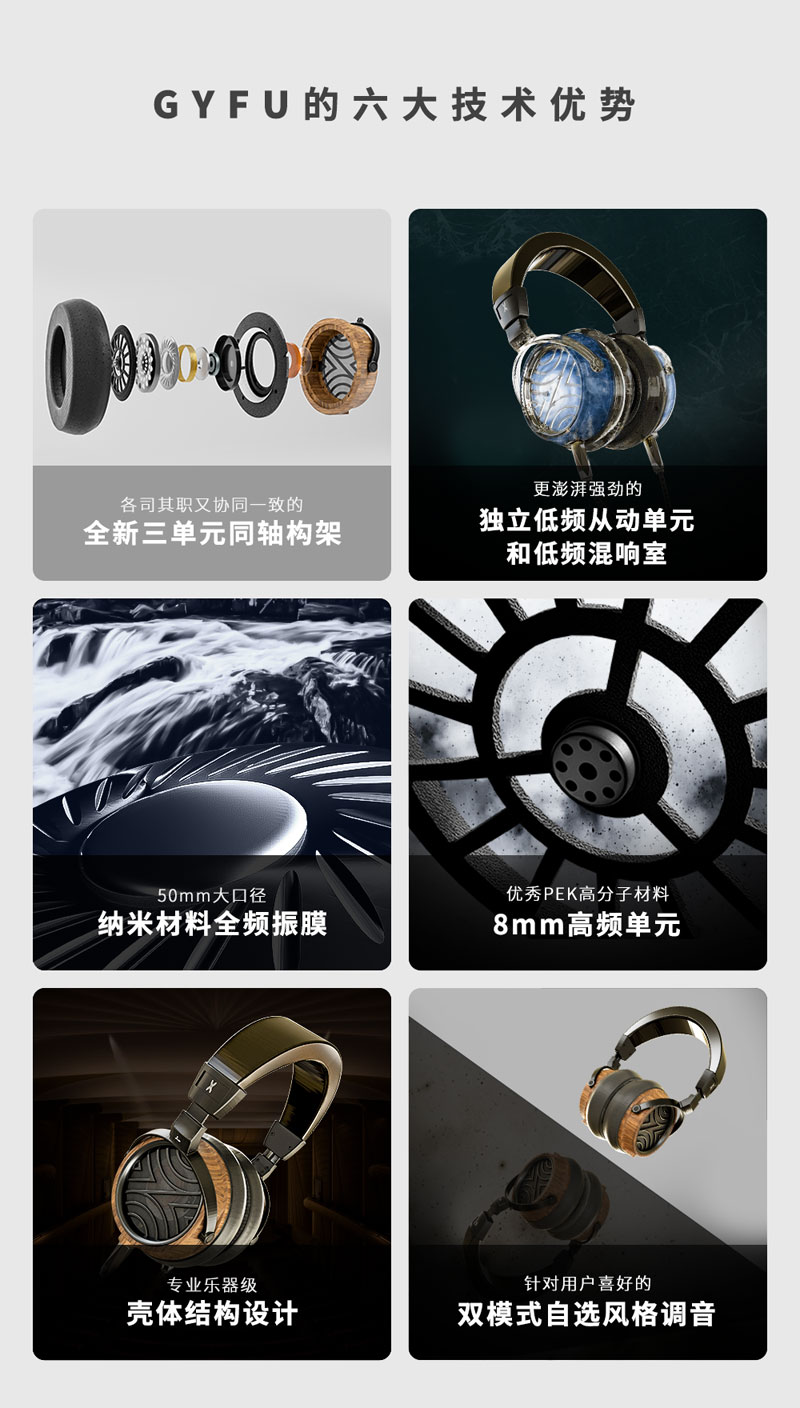 GYFU的六大技术优势
各司其职又协同一致的
全新三单元同轴构架
更澎湃强劲的
独立低频从动单元
和低频混响室
50mm大口径
纳米材料全频振膜
优秀PEK高分子材料
8mm高频单元
专业乐器级
壳体结构设计
针对用户喜好的
双模式自选风格调音